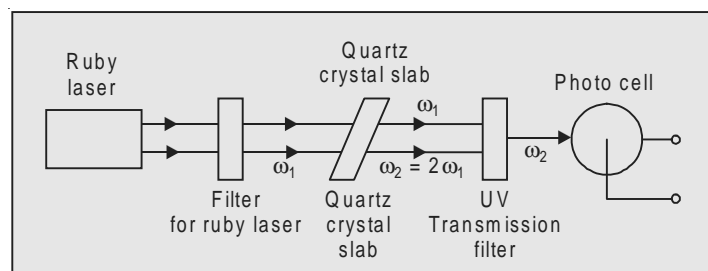 Ruby
laser
Quartz
crystal slab
Photo cell
ω₁
ω₁
ω₂ = 2ω₁
ω₂
Filter
for ruby laser
Quartz
crystal
slab
UV
Transmission
filter